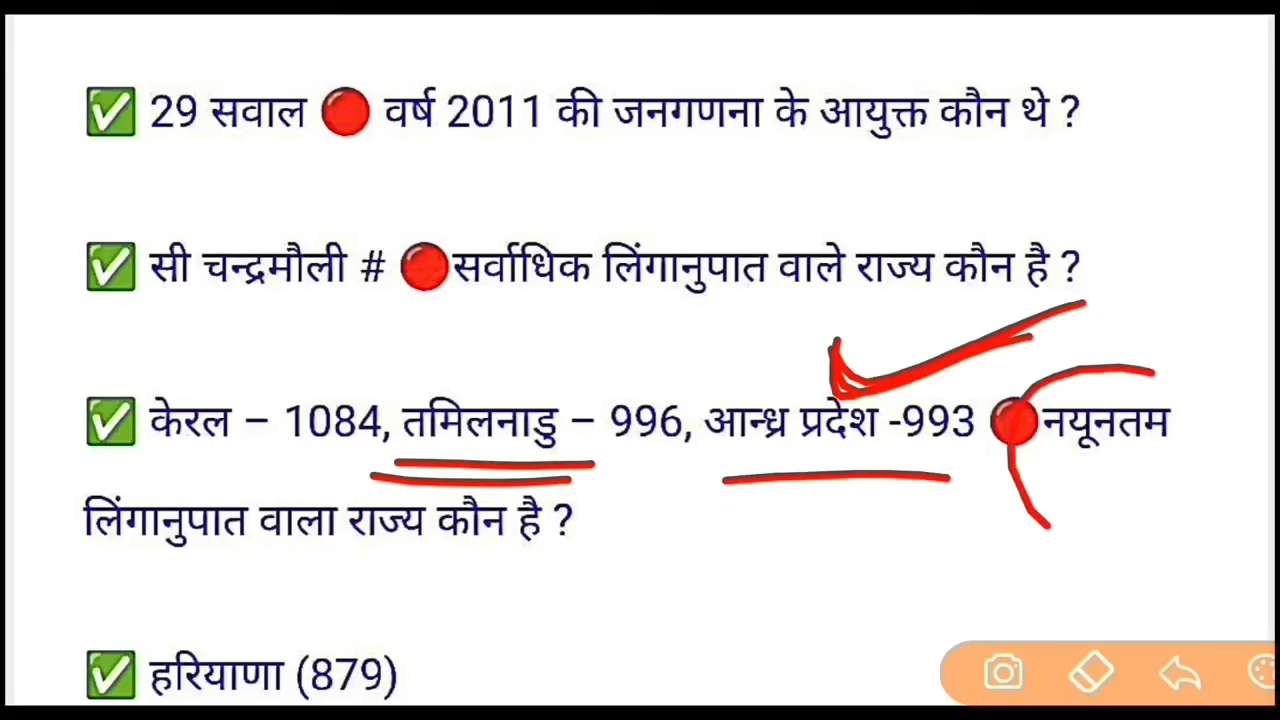 ✅ 29 सवाल 🔴 वर्ष 2011 की जनगणना के आयुक्त कौन थे ?
✅ सी चन्द्रमौली # 🔴सर्वाधिक लिंगानुपात वाले राज्य कौन है ?
✅ केरल – 1084, तमिलनाडु – 996, आन्ध्र प्रदेश -993 🔴नयूनतम
लिंगानुपात वाला राज्य कौन है ?
✅ हरियाणा (879)